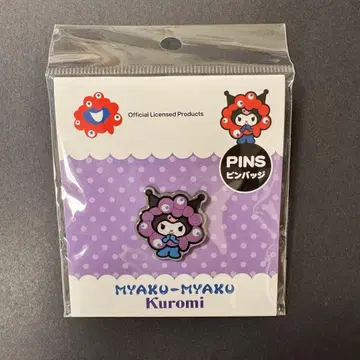 Official Licensed Products
PINS
ピンバッジ
MYAKU-MYAKU
Kuromi